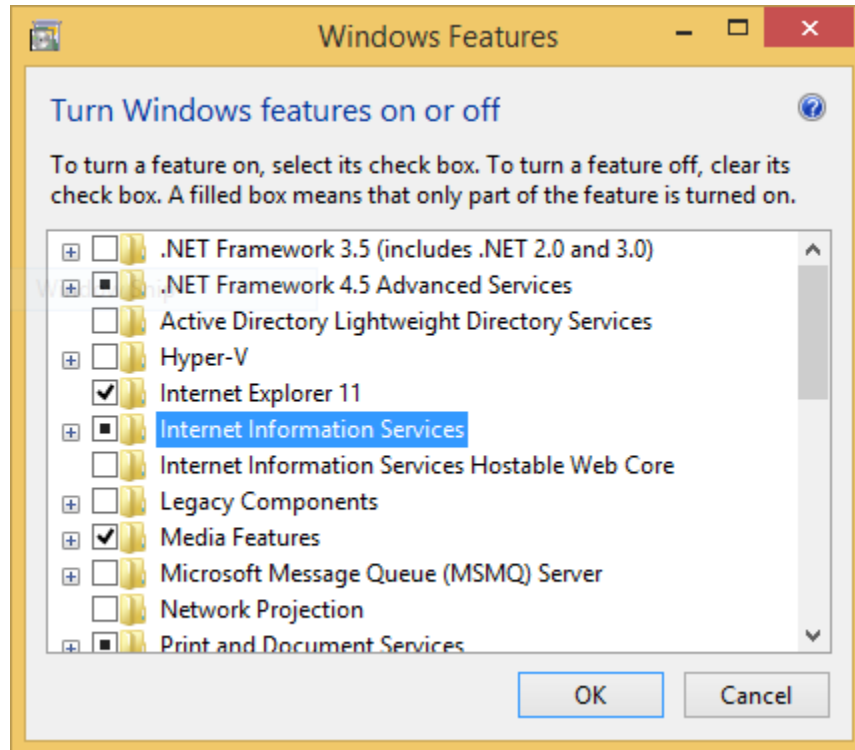 Windows Features
Turn Windows features on or off
To turn a feature on, select its check box. To turn a feature off, clear its
check box. A filled box means that only part of the feature is turned on.
.NET Framework 3.5 (includes .NET 2.0 and 3.0)
.NET Framework 4.5 Advanced Services
Active Directory Lightweight Directory Services
Hyper-V
Internet Explorer 11
Internet Information Services
Internet Information Services Hostable Web Core
Legacy Components
Media Features
Microsoft Message Queue (MSMQ) Server
Network Projection
Print and Document Services
OK Cancel